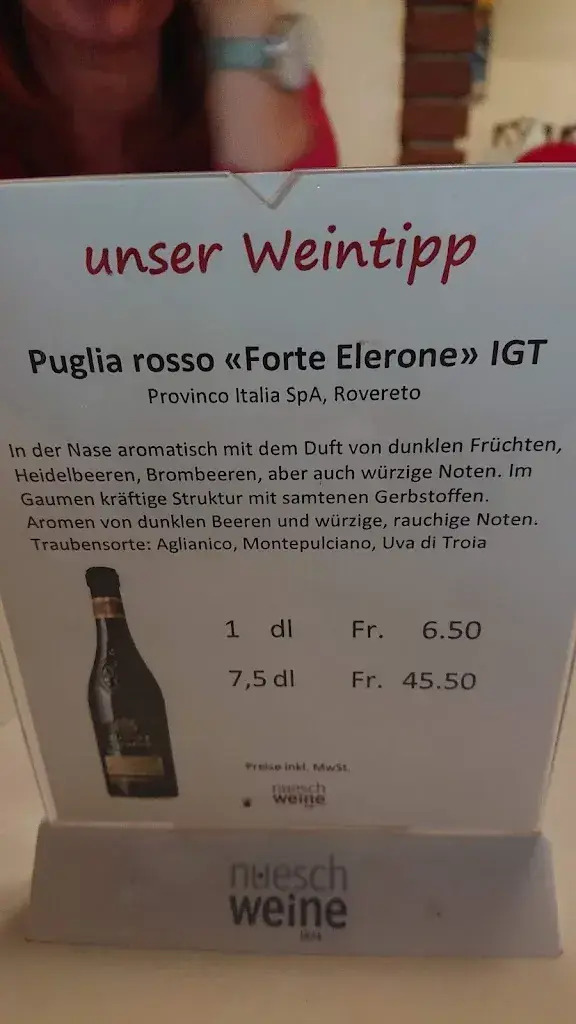 unser Weintipp
Puglia rosso «Forte Elerone» IGT
Provinco Italia SpA, Rovereto
In der Nase aromatisch mit dem Duft von dunklen Früchten,
Heidelbeeren, Brombeeren, aber auch würzige Noten. Im
Gaumen kräftige Struktur mit samtenen Gerbstoffen.
Aromen von dunklen Beeren und würzige, rauchige Noten.
Traubensorte: Aglianico, Montepulciano, Uva di Troia
1 dl Fr. 6.50
7,5 dl Fr. 45.50
Preise inkl. MwSt.
nüesch
weine
nüesch
weine